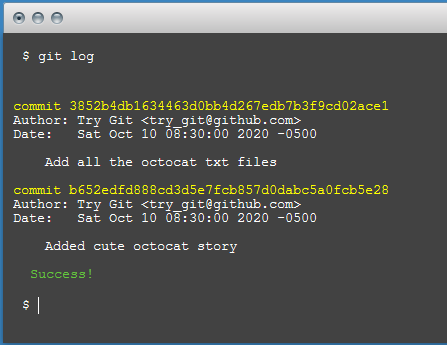 $ git log
commit 3852b4db1634463d0bb4d267edb7b3f9cd02ace1
Author: Try Git <try_git@github.com>
Date:   Sat Oct 10 08:30:00 2020 -0500
Add all the octocat txt files
commit b652edfd888cd3d5e7fcb857d0dabc5a0fcb5e28
Author: Try Git <try_git@github.com>
Date:   Sat Oct 10 08:30:00 2020 -0500
Added cute octocat story
Success!
$